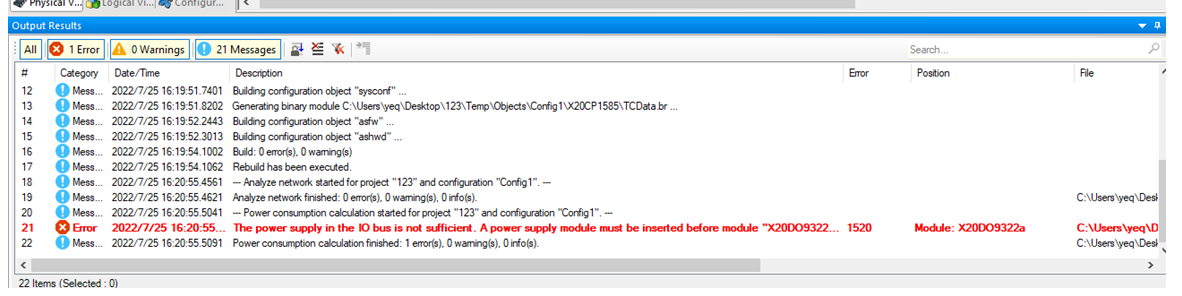 Physical V... Logical Vi... Configur...
Output Results
All 1 Error 0 Warnings 21 Messages Search...
# Category Date/Time Description Error Position File
12 Mess... 2022/7/25 16:19:51.7401 Building configuration object "sysconf" ...
13 Mess... 2022/7/25 16:19:51.8202 Generating binary module C:\Users\yeq\Desktop\123\Temp\Objects\Config1\X20CP1585\TCData.br ...
14 Mess... 2022/7/25 16:19:52.2443 Building configuration object "asfw" ...
15 Mess... 2022/7/25 16:19:52.3013 Building configuration object "ashwd" ...
16 Mess... 2022/7/25 16:19:54.1002 Build: 0 error(s), 0 warning(s)
17 Mess... 2022/7/25 16:19:54.1062 Rebuild has been executed.
18 Mess... 2022/7/25 16:20:55.4561 --- Analyze network started for project "123" and configuration "Config1". ---
19 Mess... 2022/7/25 16:20:55.4621 Analyze network finished: 0 error(s), 0 warning(s), 0 info(s). C:\Users\yeq\Desk
20 Mess... 2022/7/25 16:20:55.5041 --- Power consumption calculation started for project "123" and configuration "Config1". ---
21 Error 2022/7/25 16:20:55... The power supply in the IO bus is not sufficient. A power supply module must be inserted before module "X20DO9322... 1520 Module: X20DO9322a C:\Users\yeq\D
22 Mess... 2022/7/25 16:20:55.5091 Power consumption calculation finished: 1 error(s), 0 warning(s), 0 info(s). C:\Users\yeq\Desk
22 Items (Selected : 0)